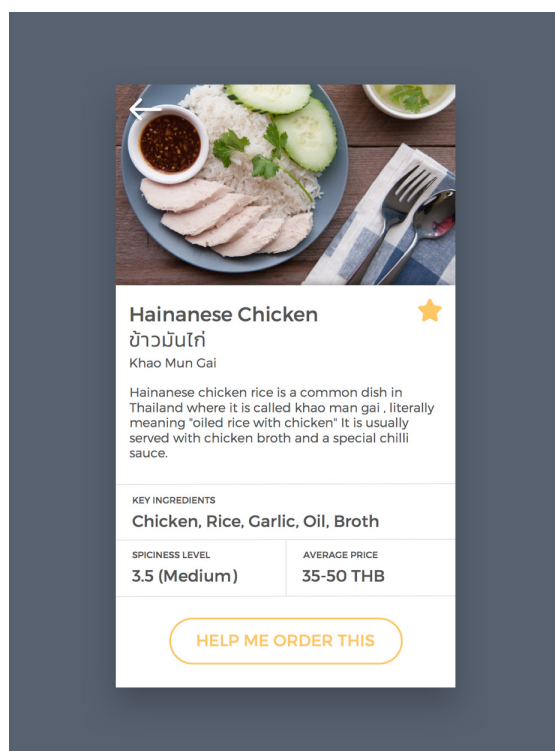 Hainanese Chicken
ข้าวมันไก่
Khao Mun Gai
Hainanese chicken rice is a common dish in
Thailand where it is called khao man gai , literally
meaning "oiled rice with chicken" It is usually
served with chicken broth and a special chilli
sauce.
KEY INGREDIENTS
Chicken, Rice, Garlic, Oil, Broth
SPICINESS LEVEL
3.5 (Medium)
AVERAGE PRICE
35-50 THB
HELP ME ORDER THIS